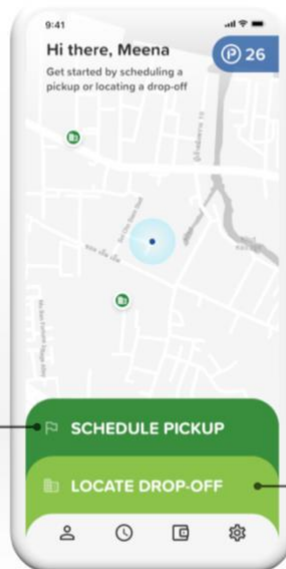 9:41
Hi there, Meena
P 26
Get started by scheduling a
pickup or locating a drop-off
SCHEDULE PICKUP
LOCATE DROP-OFF